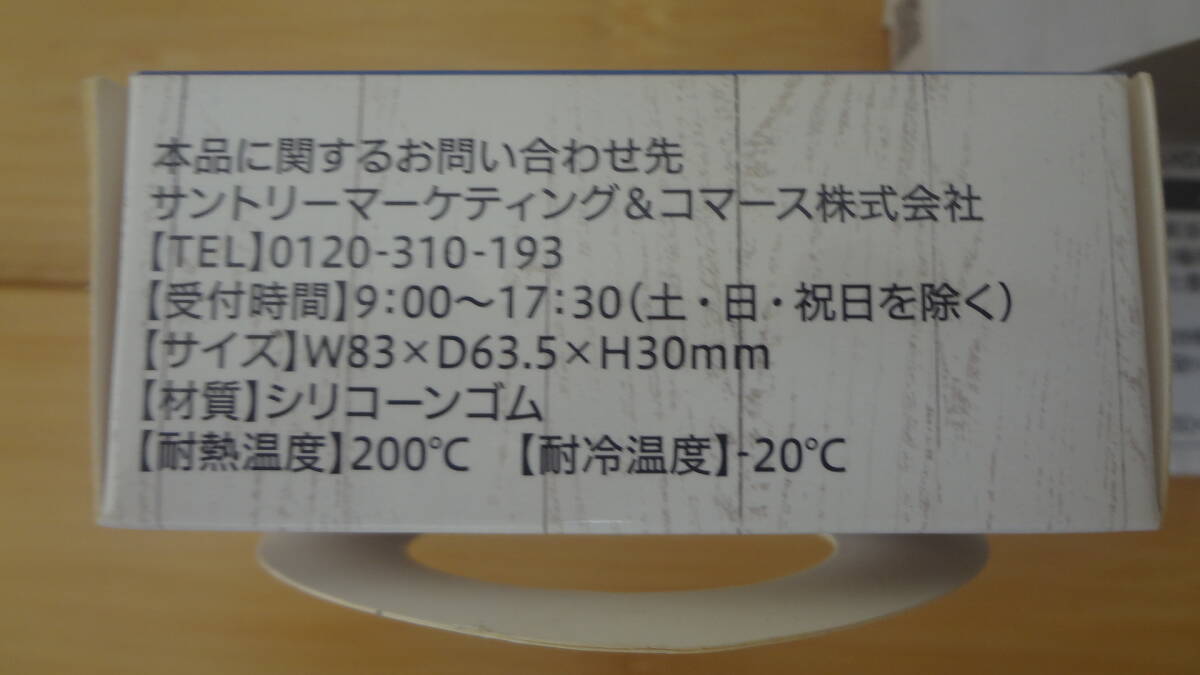 本品に関するお問い合わせ先
サントリーマーケティング&コマース株式会社
【TEL】0120-310-193
【受付時間】9:00〜17:30(土・日・祝日を除く)
【サイズ】W83×D63.5×H30mm
【材質】シリコーンゴム
【耐熱温度】200℃　【耐冷温度】-20℃